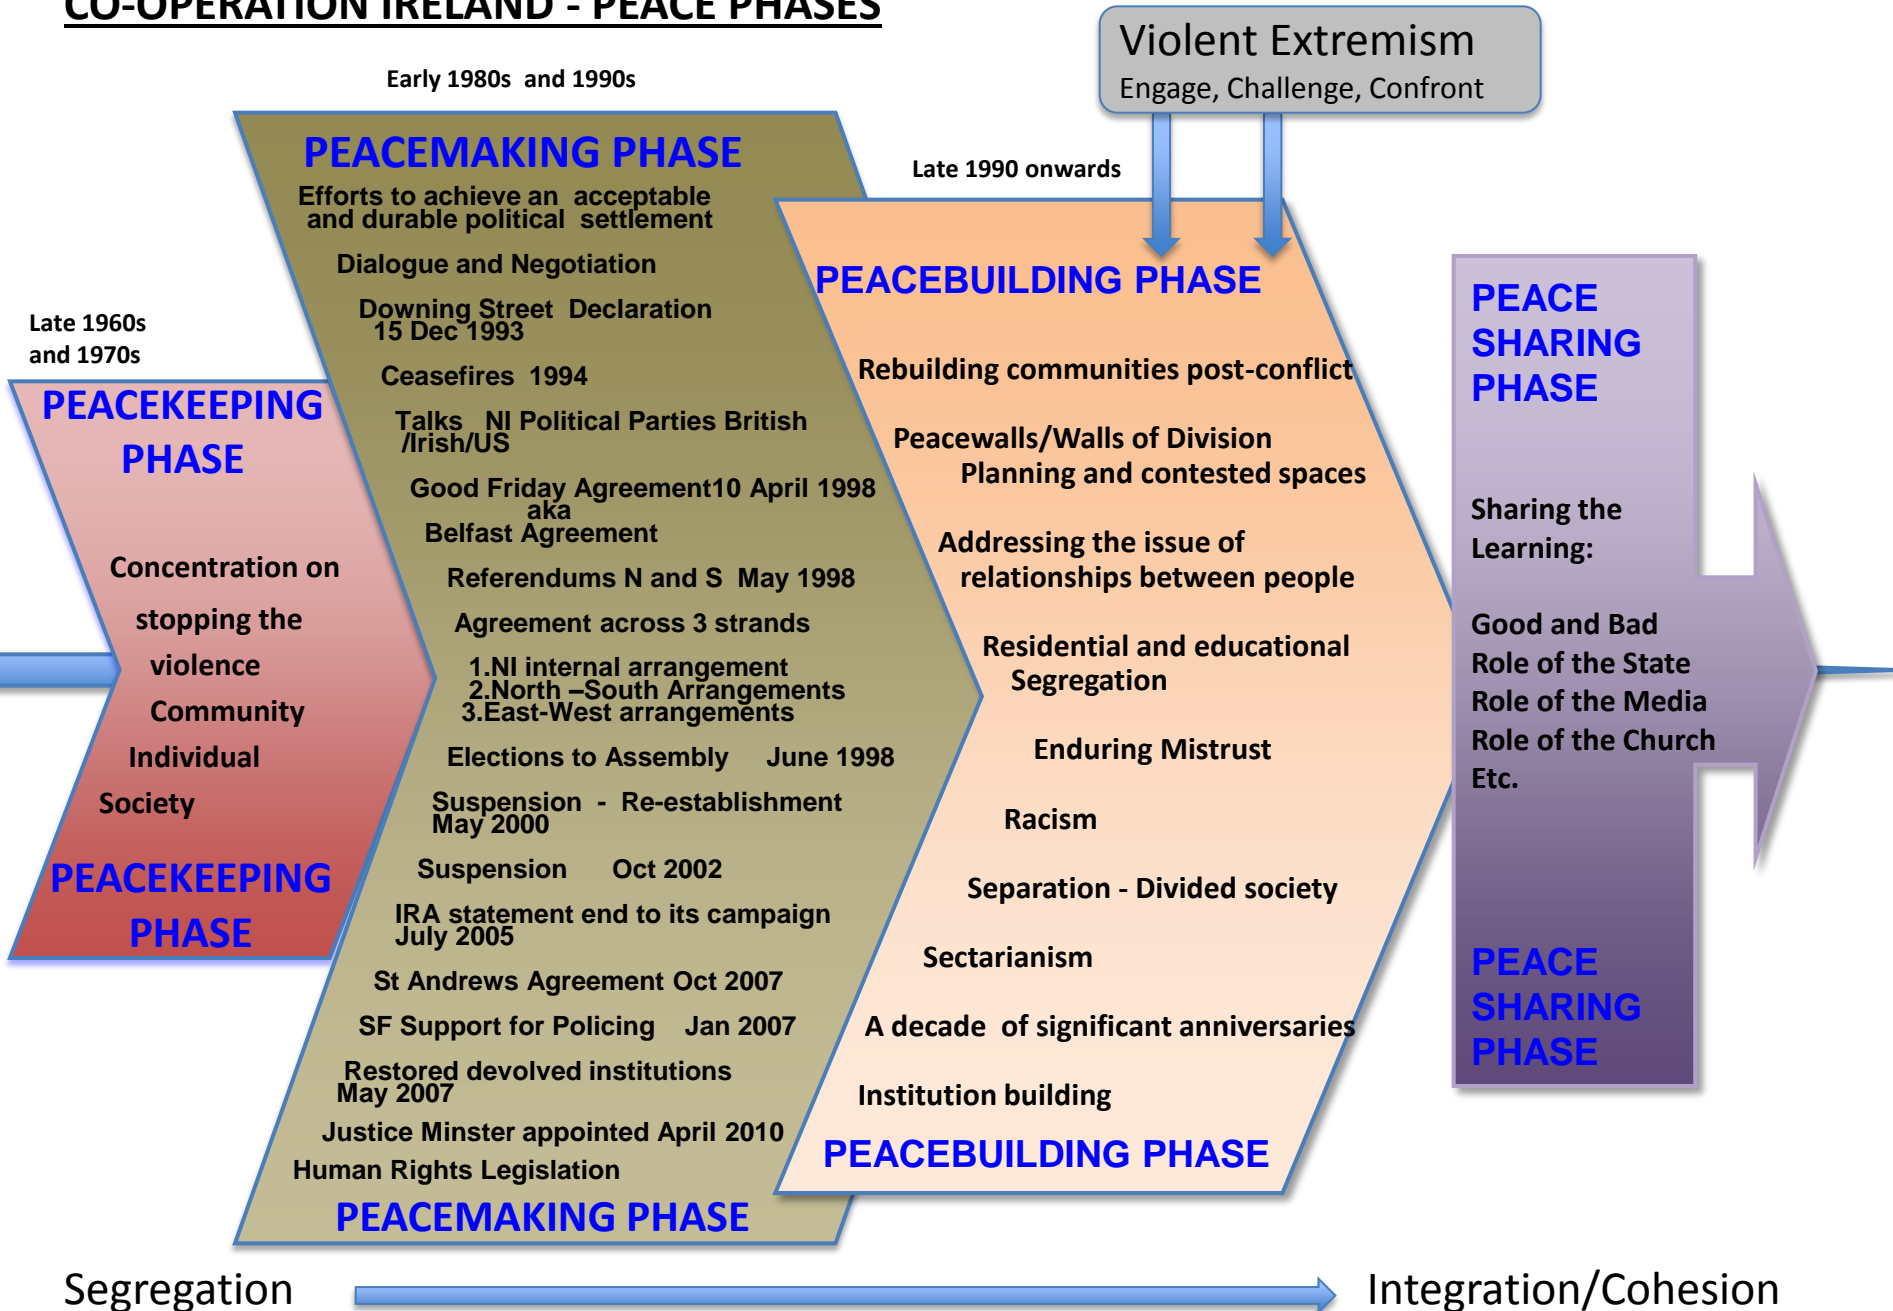 CO-OPERATION IRELAND - PEACE PHASES
Late 1960s
and 1970s
PEACEKEEPING
PHASE
Concentration on
stopping the
violence
Community
Individual
Society
PEACEKEEPING
PHASE
Early 1980s and 1990s
PEACEMAKING PHASE
Efforts to achieve an acceptable
and durable political settlement
Dialogue and Negotiation
Downing Street Declaration
15 Dec 1993
Ceasefires 1994
Talks NI Political Parties British
/Irish/US
Good Friday Agreement10 April 1998
aka
Belfast Agreement
Referendums N and S May 1998
Agreement across 3 strands
1.NI internal arrangement
2.North –South Arrangements
3.East-West arrangements
Elections to Assembly June 1998
Suspension - Re-establishment
May 2000
Suspension Oct 2002
IRA statement end to its campaign
July 2005
St Andrews Agreement Oct 2007
SF Support for Policing Jan 2007
Restored devolved institutions
May 2007
Justice Minster appointed April 2010
Human Rights Legislation
PEACEMAKING PHASE
Violent Extremism
Engage, Challenge, Confront
Late 1990 onwards
PEACEBUILDING PHASE
Rebuilding communities post-conflict
Peacewalls/Walls of Division
Planning and contested spaces
Addressing the issue of
relationships between people
Residential and educational
Segregation
Enduring Mistrust
Racism
Separation - Divided society
Sectarianism
A decade of significant anniversaries
Institution building
PEACEBUILDING PHASE
PEACE
SHARING
PHASE
Sharing the
Learning:
Good and Bad
Role of the State
Role of the Media
Role of the Church
Etc.
PEACE
SHARING
PHASE
Segregation
Integration/Cohesion